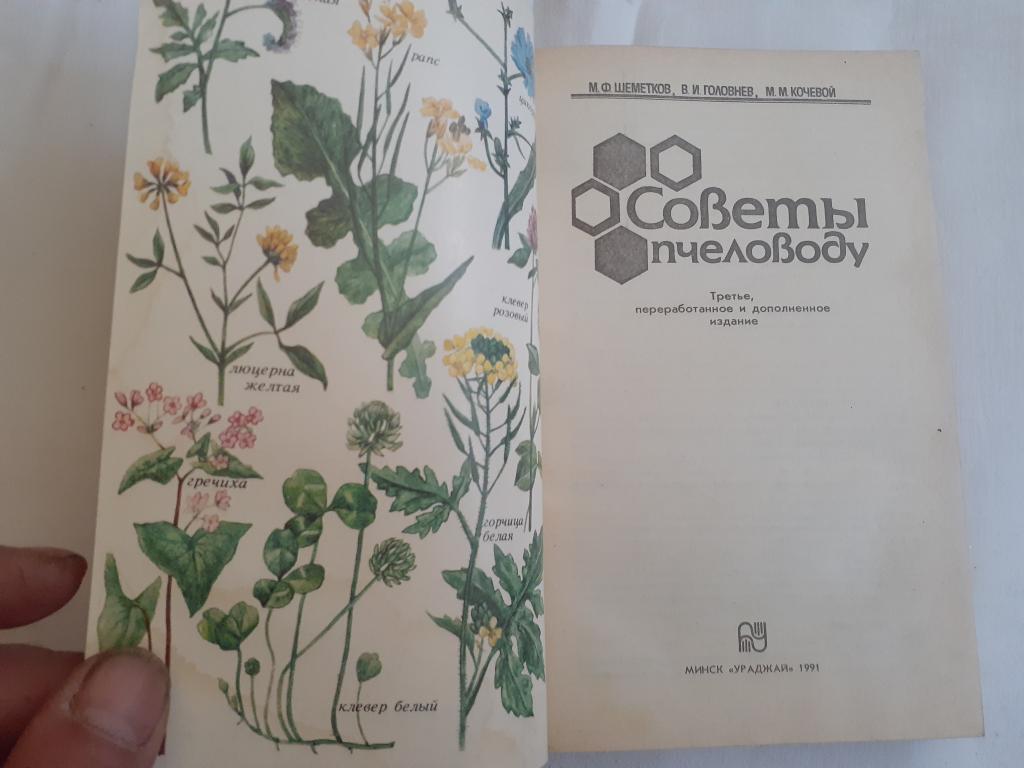 рапс
клевер
розовый
люцерна
желтая
гречиха
горчица
белая
клевер белый
М. Ф. ШЕМЕТКОВ, В. И. ГОЛОВНЕВ, М. М. КОЧЕВОЙ
Советы
пчеловоду
Третье,
переработанное и дополненное
издание
МИНСК «УРАДЖАЙ» 1991